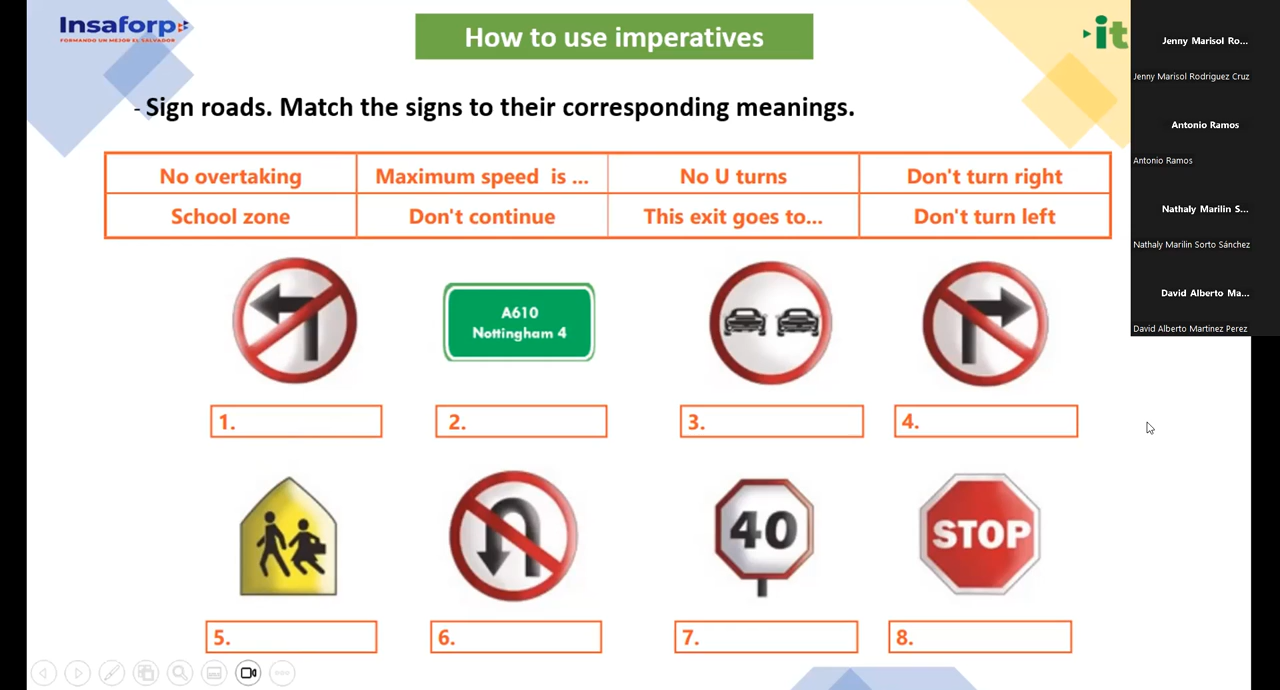 Insaforp
FORMANDO UN MEJOR EL SALVADOR
How to use imperatives
it
- Sign roads. Match the signs to their corresponding meanings.
No overtaking
Maximum speed is ...
No U turns
Don't turn right
School zone
Don't continue
This exit goes to...
Don't turn left
A610
Nottingham 4
1.
2.
3.
4.
40
STOP
5.
6.
7.
8.
Jenny Marisol Ro...
Jenny Marisol Rodriguez Cruz
Antonio Ramos
Antonio Ramos
Nathaly Marilin S...
Nathaly Marilin Sorto Sánchez
David Alberto Ma...
David Alberto Martinez Perez